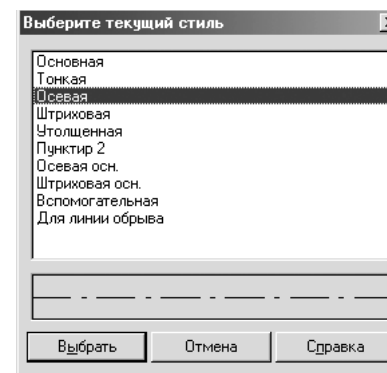 Выберите текущий стиль
Основная
Тонкая
Осевая
Штриховая
Утолщенная
Пунктир 2
Осевая осн.
Штриховая осн.
Вспомогательная
Для линии обрыва
Выбрать Отмена Справка